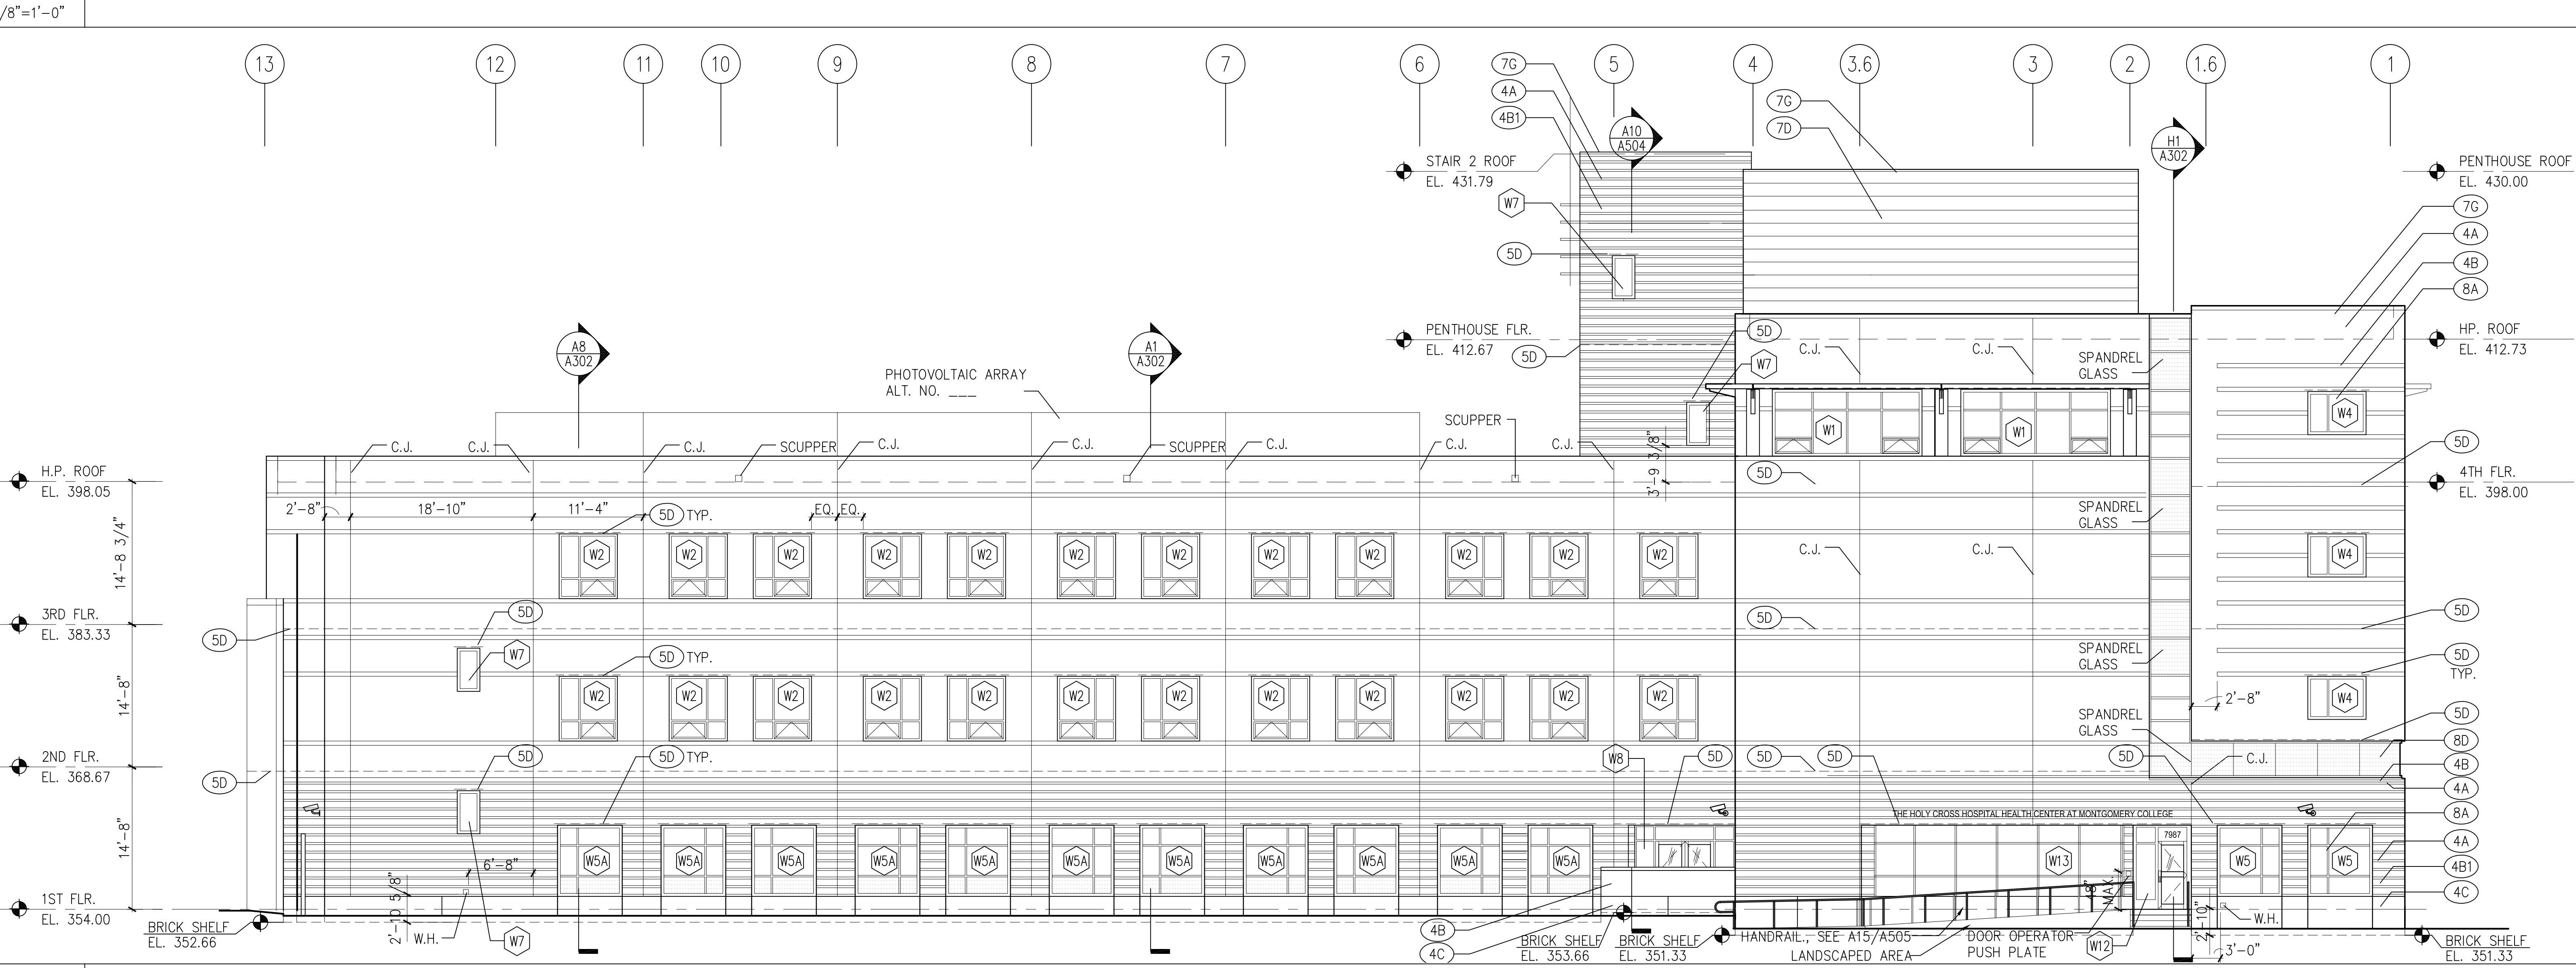 /8"=1'-0"
13
12
11
10
9
8
7
6
5
4
3.6
3
2
1.6
1
7G
4A
4B1
A10
A504
7G
7D
H1
A302
STAIR 2 ROOF
EL. 431.79
PENTHOUSE ROOF
EL. 430.00
W7
5D
7G
4A
4B
8A
PENTHOUSE FLR.
EL. 412.67
5D
5D
W7
C.J.
C.J.
SPANDREL
GLASS
HP. ROOF
EL. 412.73
A8
A302
A1
A302
PHOTOVOLTAIC ARRAY
ALT. NO. ___
SCUPPER
W1
W1
W4
C.J.
C.J.
C.J.
SCUPPER
C.J.
C.J.
SCUPPER
C.J.
C.J.
C.J.
5D
H.P. ROOF
EL. 398.05
3'-9 3/8"
5D
4TH FLR.
EL. 398.00
2'-8"
18'-10"
11'-4"
5D TYP.
EQ. EQ.
SPANDREL
GLASS
14'-8 3/4"
W2
W2
W2
W2
W2
W2
W2
W2
W2
W2
W2
W2
C.J.
C.J.
W4
3RD FLR.
EL. 383.33
5D
5D
5D
5D
W7
5D TYP.
SPANDREL
GLASS
5D
TYP.
14'-8"
W2
W2
W2
W2
W2
W2
W2
W2
W2
W2
W2
W2
W4
2'-8"
SPANDREL
GLASS
5D
2ND FLR.
EL. 368.67
5D
5D
5D TYP.
W8
5D
5D
5D
5D
C.J.
8D
4B
4A
14'-8"
THE HOLY CROSS HOSPITAL HEALTH CENTER AT MONTGOMERY COLLEGE
8A
7987
W5A
W5A
W5A
W5A
W5A
W5A
W5A
W5A
W5A
W5A
W5A
W13
W5
W5
4A
6'-8"
4B1
48"
MAX.
4C
1ST FLR.
EL. 354.00
2'-10 5/8"
W.H.
W7
BRICK SHELF
EL. 352.66
4B
4C
BRICK SHELF
EL. 353.66
BRICK SHELF
EL. 351.33
HANDRAIL., SEE A15/A505
LANDSCAPED AREA
DOOR OPERATOR
PUSH PLATE
W12
2'-10"
W.H.
3'-0"
BRICK SHELF
EL. 351.33